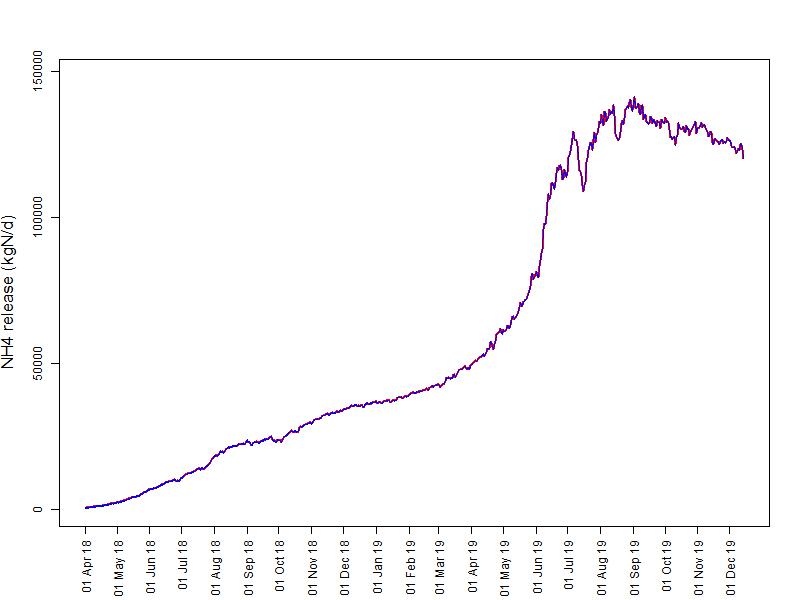 NH4 release (kgN/d)
150000
100000
50000
0
01 Apr 18
01 May 18
01 Jun 18
01 Jul 18
01 Aug 18
01 Sep 18
01 Oct 18
01 Nov 18
01 Dec 18
01 Jan 19
01 Feb 19
01 Mar 19
01 Apr 19
01 May 19
01 Jun 19
01 Jul 19
01 Aug 19
01 Sep 19
01 Oct 19
01 Nov 19
01 Dec 19